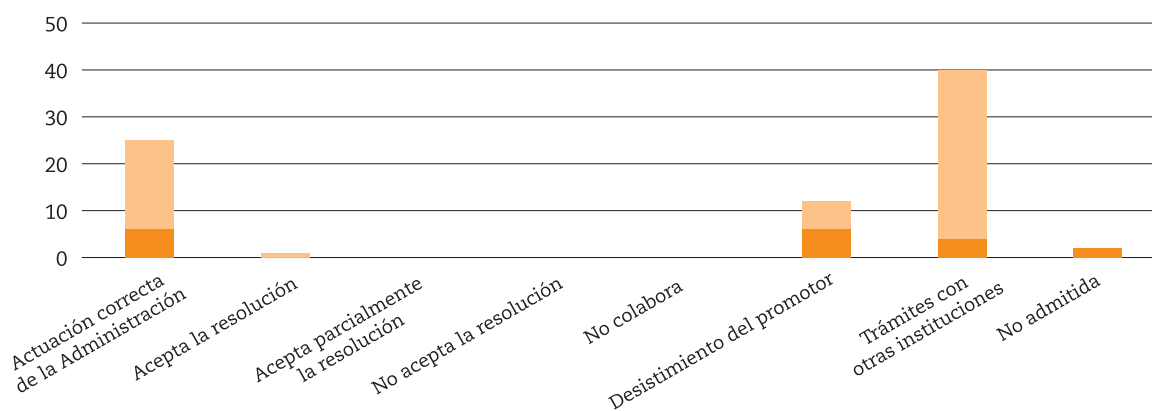 50
40
30
20
10
0
Actuación correcta
de la Administración
Acepta la resolución
Acepta parcialmente
la resolución
No acepta la resolución
No colabora
Desistimiento del promotor
Trámites con
otras instituciones
No admitida